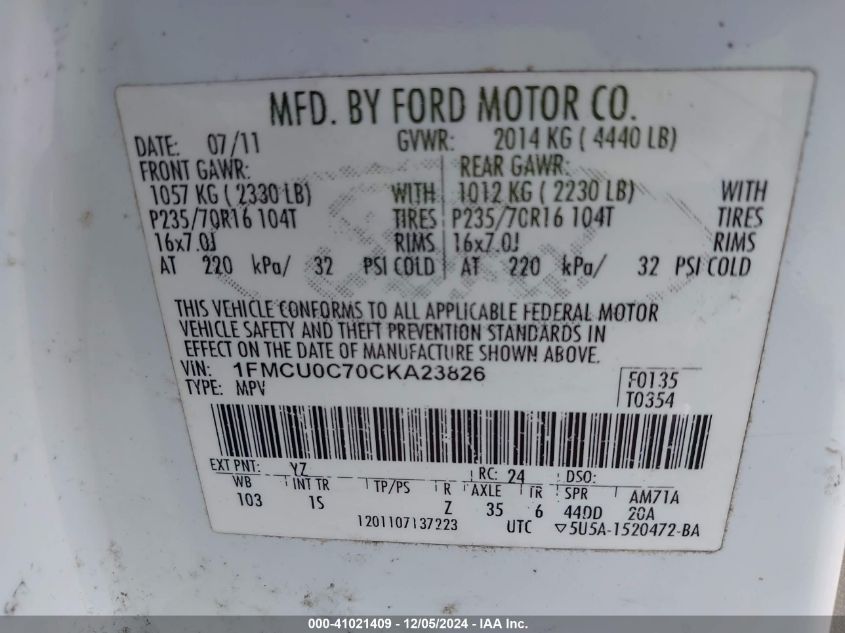 MFD. BY FORD MOTOR CO.
DATE: 07/11 GVWR: 2014 KG ( 4440 LB)
FRONT GAWR: REAR GAWR:
1057 KG ( 2330 LB) WITH 1012 KG ( 2230 LB) WITH
P235/70R16 104T TIRES P235/70R16 104T TIRES
16x7.0J RIMS 16x7.0J RIMS
AT 220 kPa/ 32 PSI COLD AT 220 kPa/ 32 PSI COLD
THIS VEHICLE CONFORMS TO ALL APPLICABLE FEDERAL MOTOR
VEHICLE SAFETY AND THEFT PREVENTION STANDARDS IN
EFFECT ON THE DATE OF MANUFACTURE SHOWN ABOVE.
VIN: 1FMCU0C70CKA23826
TYPE: MPV
F0135
T0354
EXT PNT: YZ RC: 24 DSO:
WB INT TR TP/PS R AXLE TR SPR AM71A
103 1S Z 35 6 44DD 20A
1201107137223 UTC ▽5U5A-1520472-BA
000-41021409 - 12/05/2024 - IAAI.COM